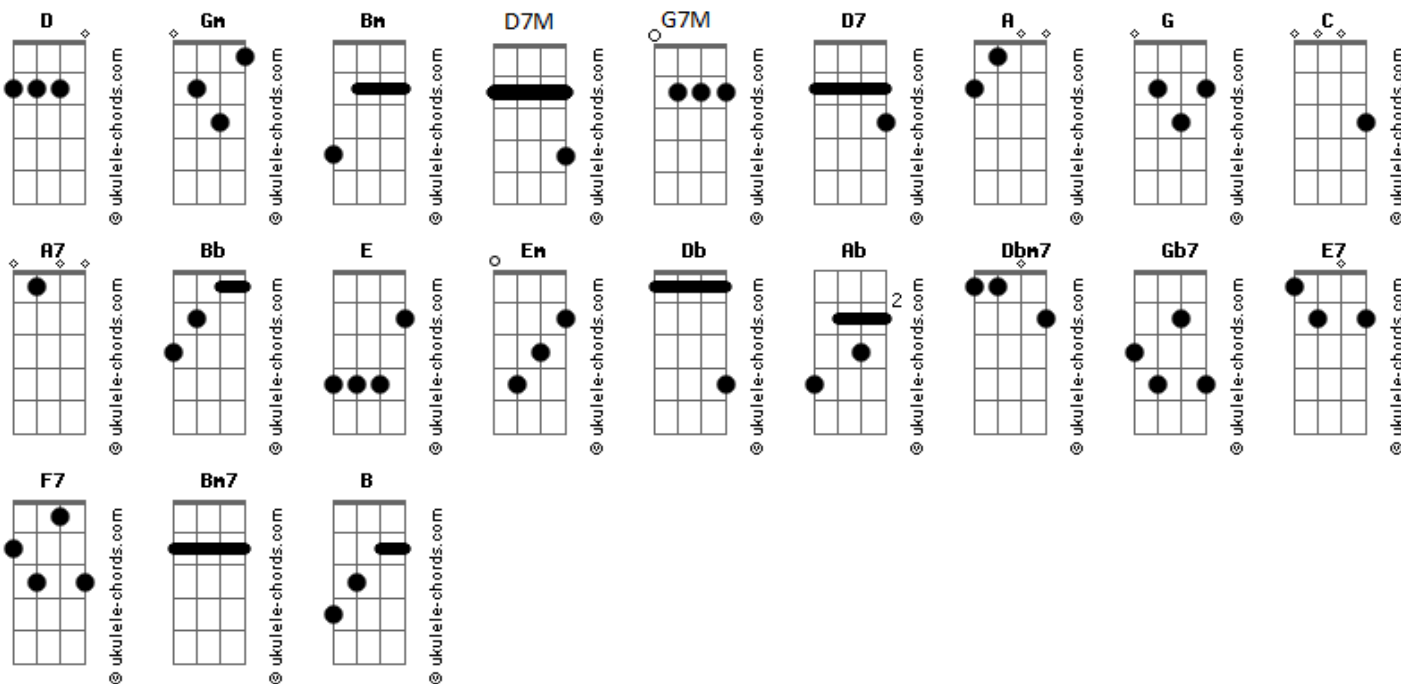 D Gm Bm D7M G7M D7 A G C
© ukulele-chords.com © ukulele-chords.com © ukulele-chords.com © ukulele-chords.com © ukulele-chords.com © ukulele-chords.com © ukulele-chords.com © ukulele-chords.com © ukulele-chords.com
A7 Bb E Em Db Ab Dbm7 Gb7 E7
2
© ukulele-chords.com © ukulele-chords.com © ukulele-chords.com © ukulele-chords.com © ukulele-chords.com © ukulele-chords.com © ukulele-chords.com © ukulele-chords.com © ukulele-chords.com
F7 Bm7 B
© ukulele-chords.com © ukulele-chords.com © ukulele-chords.com